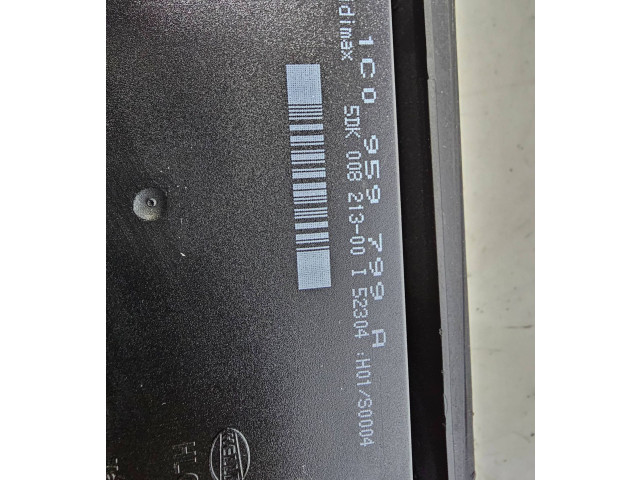 dimax
1C0 959 799 A
5DK 008 213-00 I 52304 :H01/S0004